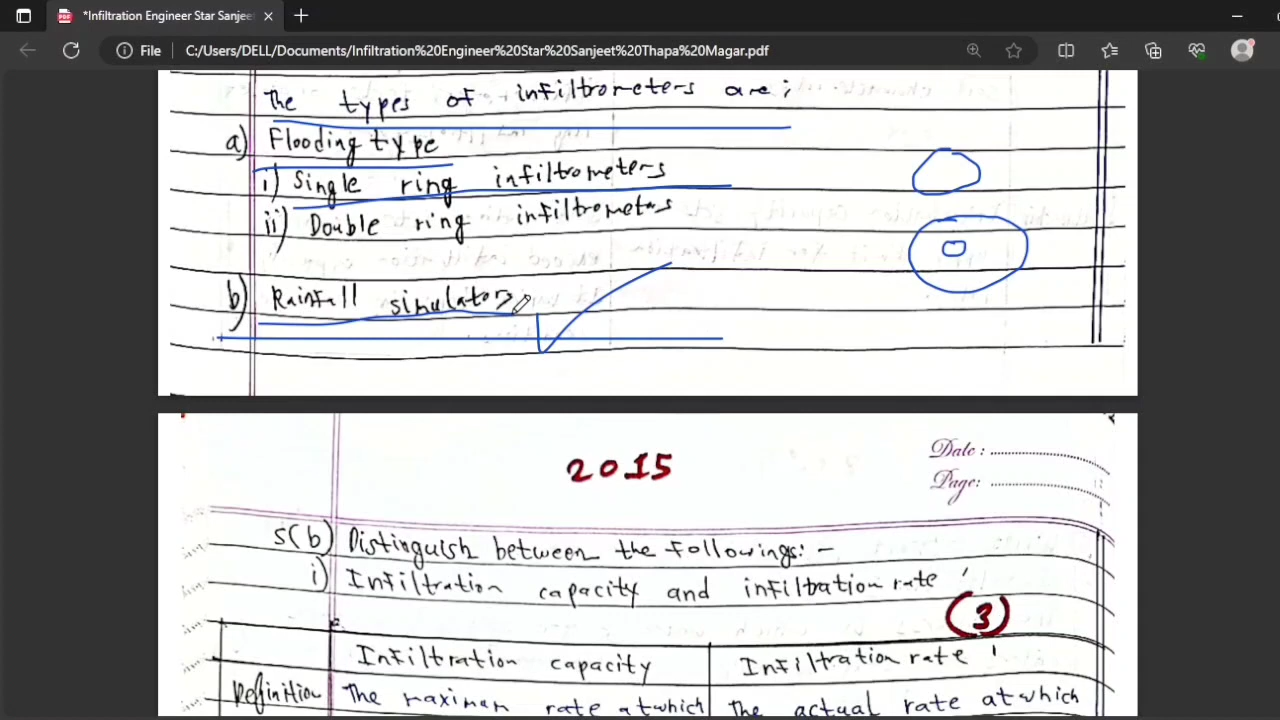 *Infiltration Engineer Star Sanjee
File
C:/Users/DELL/Documents/Infiltration%20Engineer%20Star%20Sanjeet%20Thapa%20Magar.pdf
The types of infiltrometers are;
a) Flooding type
i) Single ring infiltrometers
ii) Double ring infiltrometas
b) Rainfall simulators
2015
Date :
Page:
5(b) Distinguish between the followings: -
i) Infiltration capacity and infiltration rate '
(3)
Infiltration capacity Infiltration rate '
Definition The maximum rate at which The actual rate at which